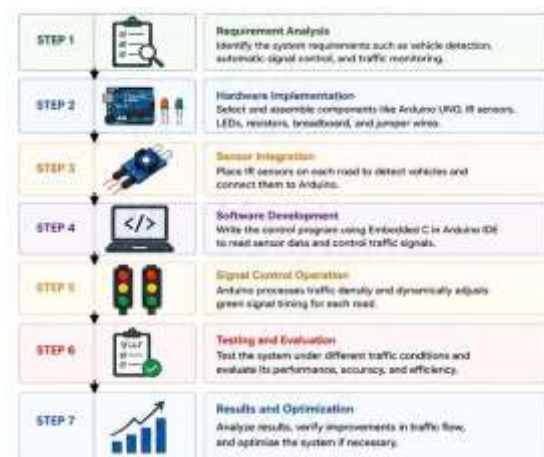 STEP 1
Requirement Analysis
Identify the system requirements such as vehicle detection,
automatic signal control, and traffic monitoring.
STEP 2
Hardware Implementation
Select and assemble components like Arduino UNO, IR sensors,
LEDs, resistors, breadboard, and jumper wires.
STEP 3
Sensor Integration
Place IR sensors on each road to detect vehicles and
connect them to Arduino.
STEP 4
</>
Software Development
Write the control program using Embedded C in Arduino IDE
to read sensor data and control traffic signals.
STEP 5
Signal Control Operation
Arduino processes traffic density and dynamically adjusts
green signal timing for each road.
STEP 6
Testing and Evaluation
Test the system under different traffic conditions and
evaluate its performance, accuracy, and efficiency.
STEP 7
Results and Optimization
Analyze results, verify improvements in traffic flow,
and optimize the system if necessary.